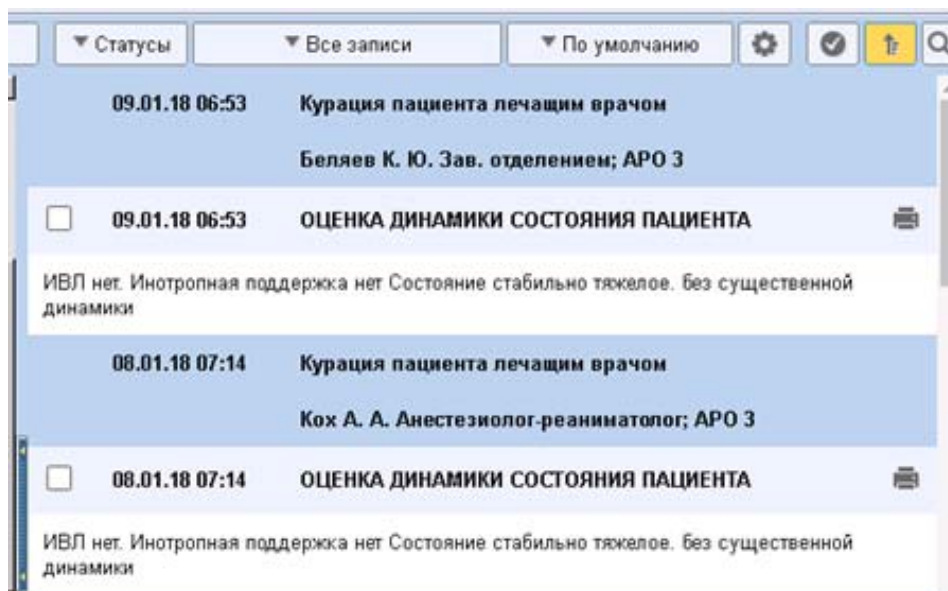 Статусы Все записи По умолчанию
09.01.18 06:53 Курация пациента лечащим врачом
Беляев К. Ю. Зав. отделением; АРО 3
09.01.18 06:53 ОЦЕНКА ДИНАМИКИ СОСТОЯНИЯ ПАЦИЕНТА
ИВЛ нет. Инотропная поддержка нет Состояние стабильно тяжелое. без существенной
динамики
08.01.18 07:14 Курация пациента лечащим врачом
Кох А. А. Анестезиолог-реаниматолог; АРО 3
08.01.18 07:14 ОЦЕНКА ДИНАМИКИ СОСТОЯНИЯ ПАЦИЕНТА
ИВЛ нет. Инотропная поддержка нет Состояние стабильно тяжелое. без существенной
динамики